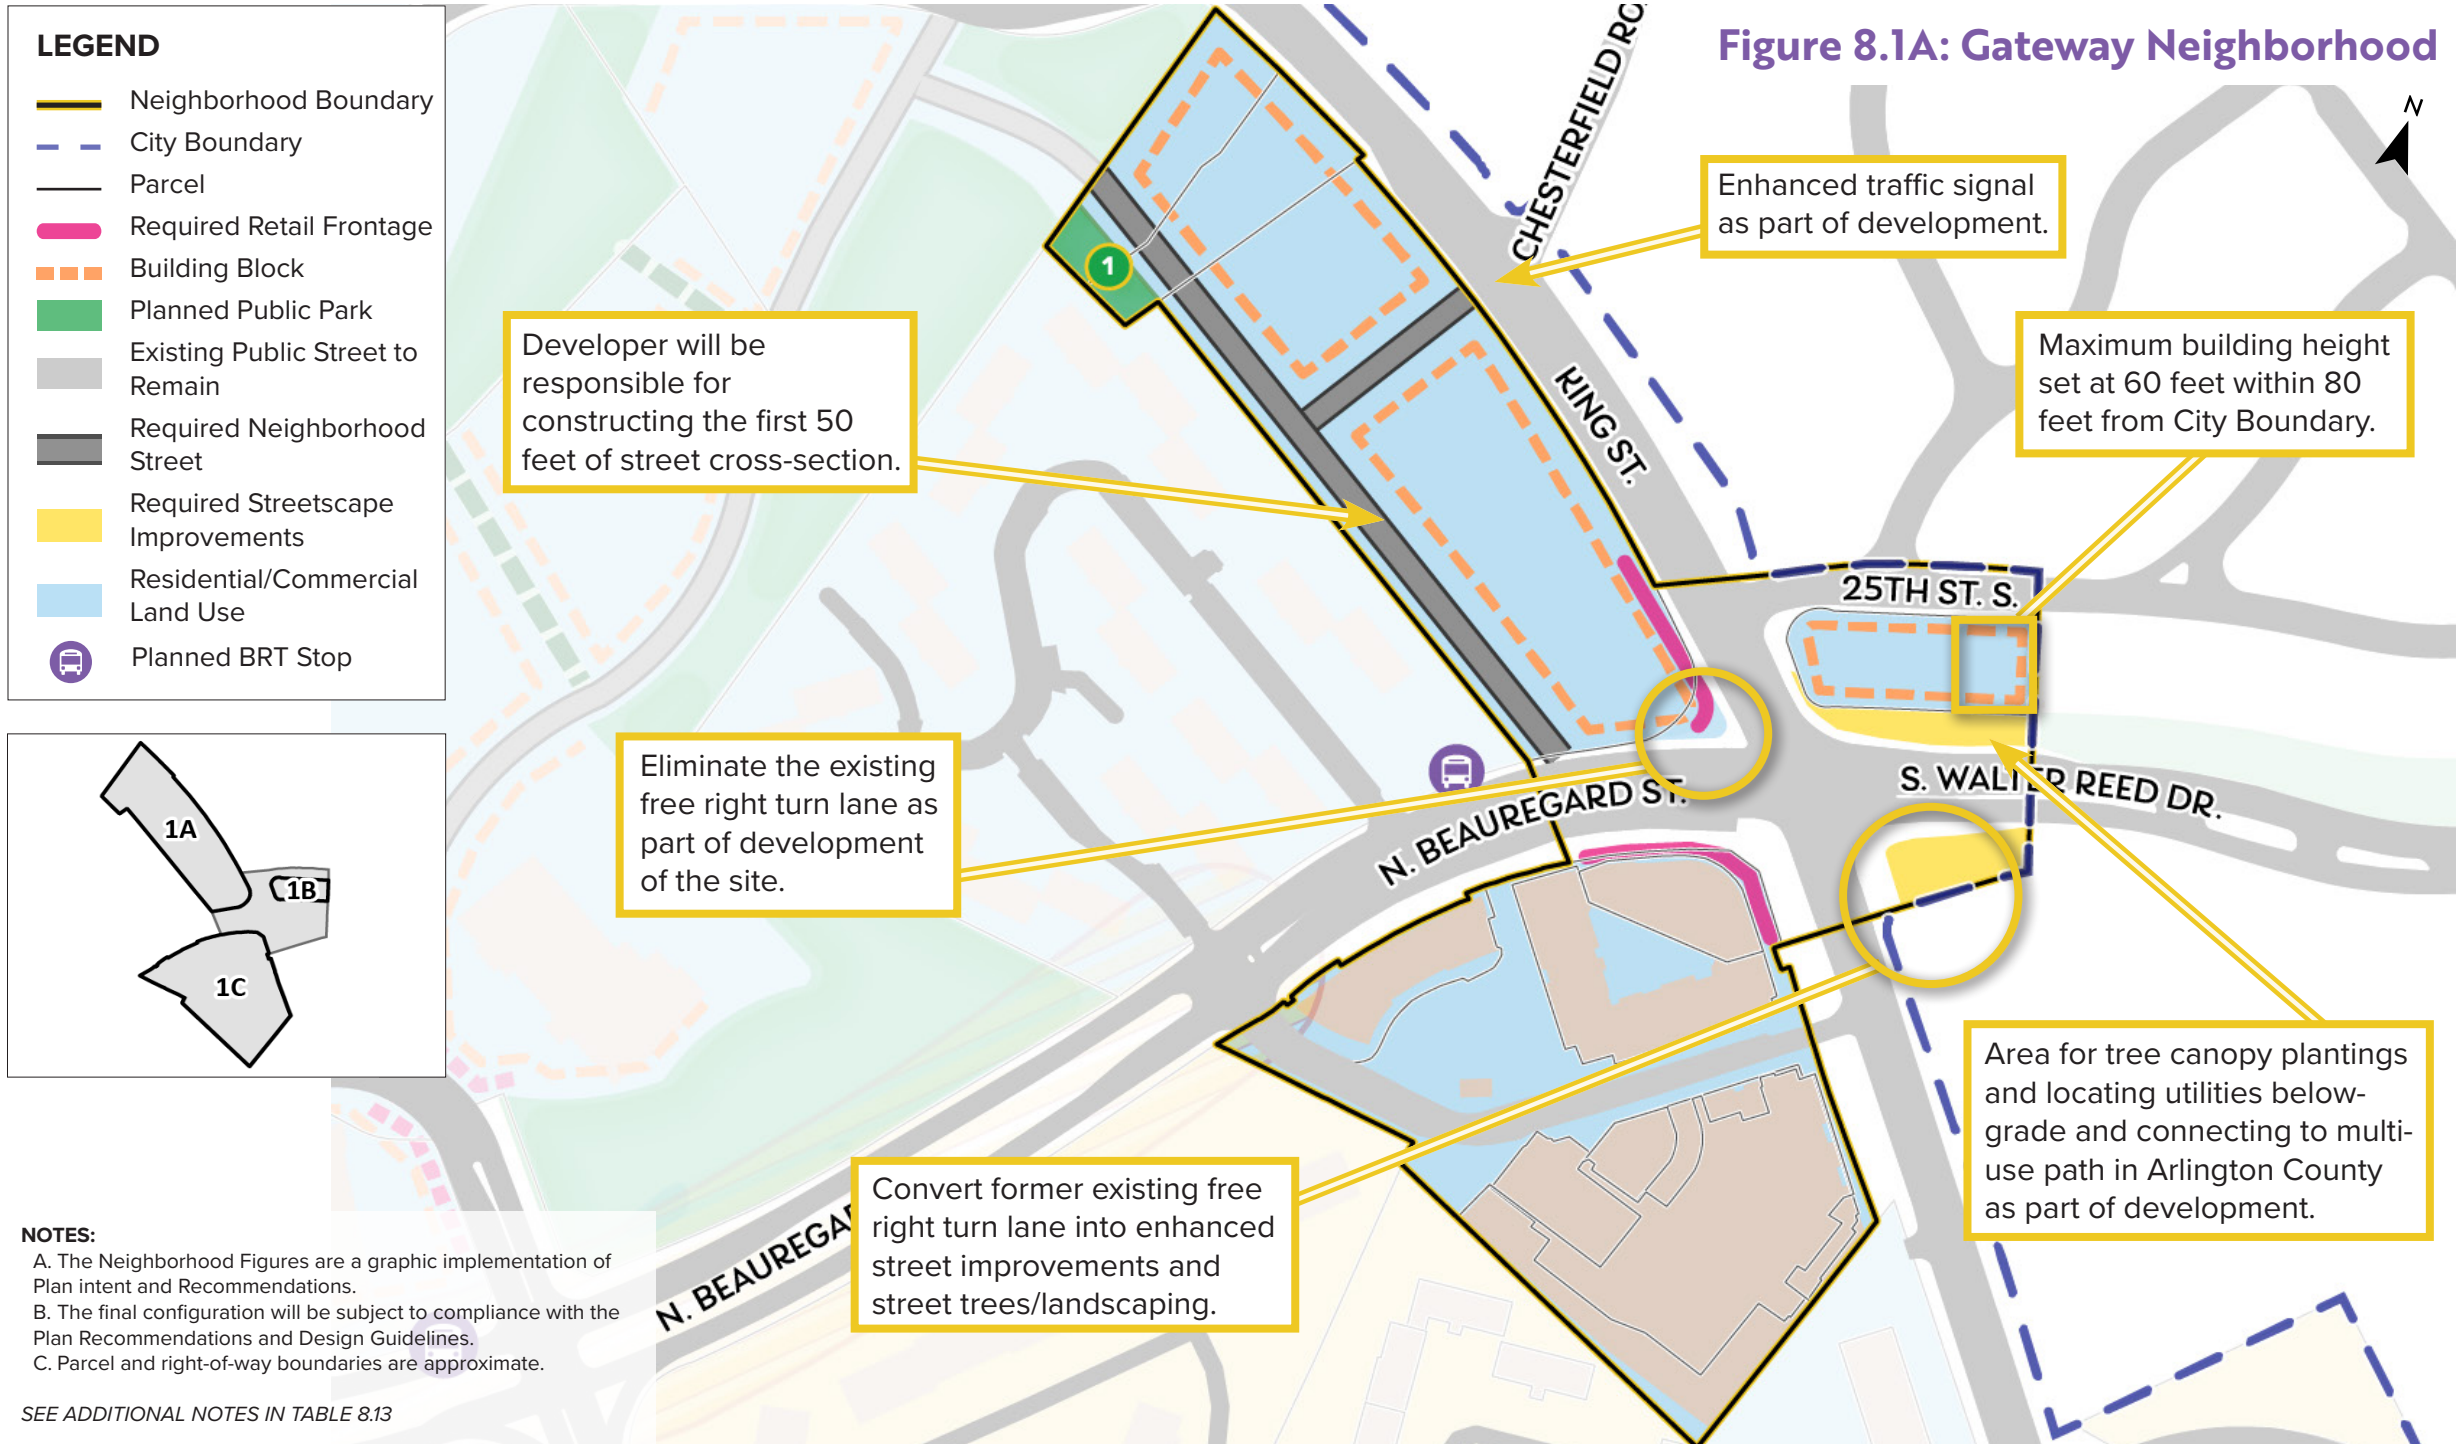 Figure 8.1A: Gateway Neighborhood
LEGEND
Neighborhood Boundary
City Boundary
Parcel
Required Retail Frontage
Building Block
Planned Public Park
Existing Public Street to
Remain
Required Neighborhood
Street
Required Streetscape
Improvements
Residential/Commercial
Land Use
Planned BRT Stop
N
CHESTERFIELD RO
Enhanced traffic signal
as part of development.
1
Developer will be
responsible for
constructing the first 50
feet of street cross-section.
Maximum building height
set at 60 feet within 80
feet from City Boundary.
KING ST.
25TH ST. S.
Eliminate the existing
free right turn lane as
part of development
of the site.
N. BEAUREGARD ST.
S. WALTER REED DR.
1A
1B
1C
Area for tree canopy plantings
and locating utilities below-
grade and connecting to multi-
use path in Arlington County
as part of development.
Convert former existing free
right turn lane into enhanced
street improvements and
street trees/landscaping.
N. BEAUREGA
NOTES:
A. The Neighborhood Figures are a graphic implementation of
Plan intent and Recommendations.
B. The final configuration will be subject to compliance with the
Plan Recommendations and Design Guidelines.
C. Parcel and right-of-way boundaries are approximate.
SEE ADDITIONAL NOTES IN TABLE 8.13